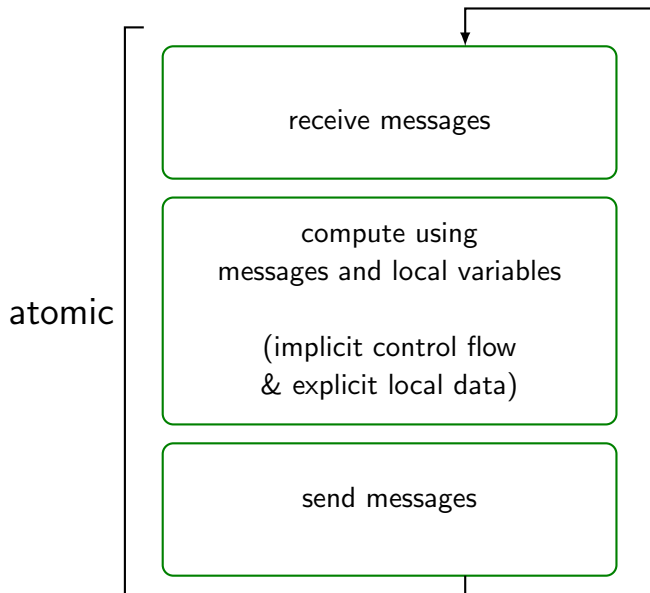 receive messages
compute using
messages and local variables
(implicit control flow
& explicit local data)
atomic
send messages